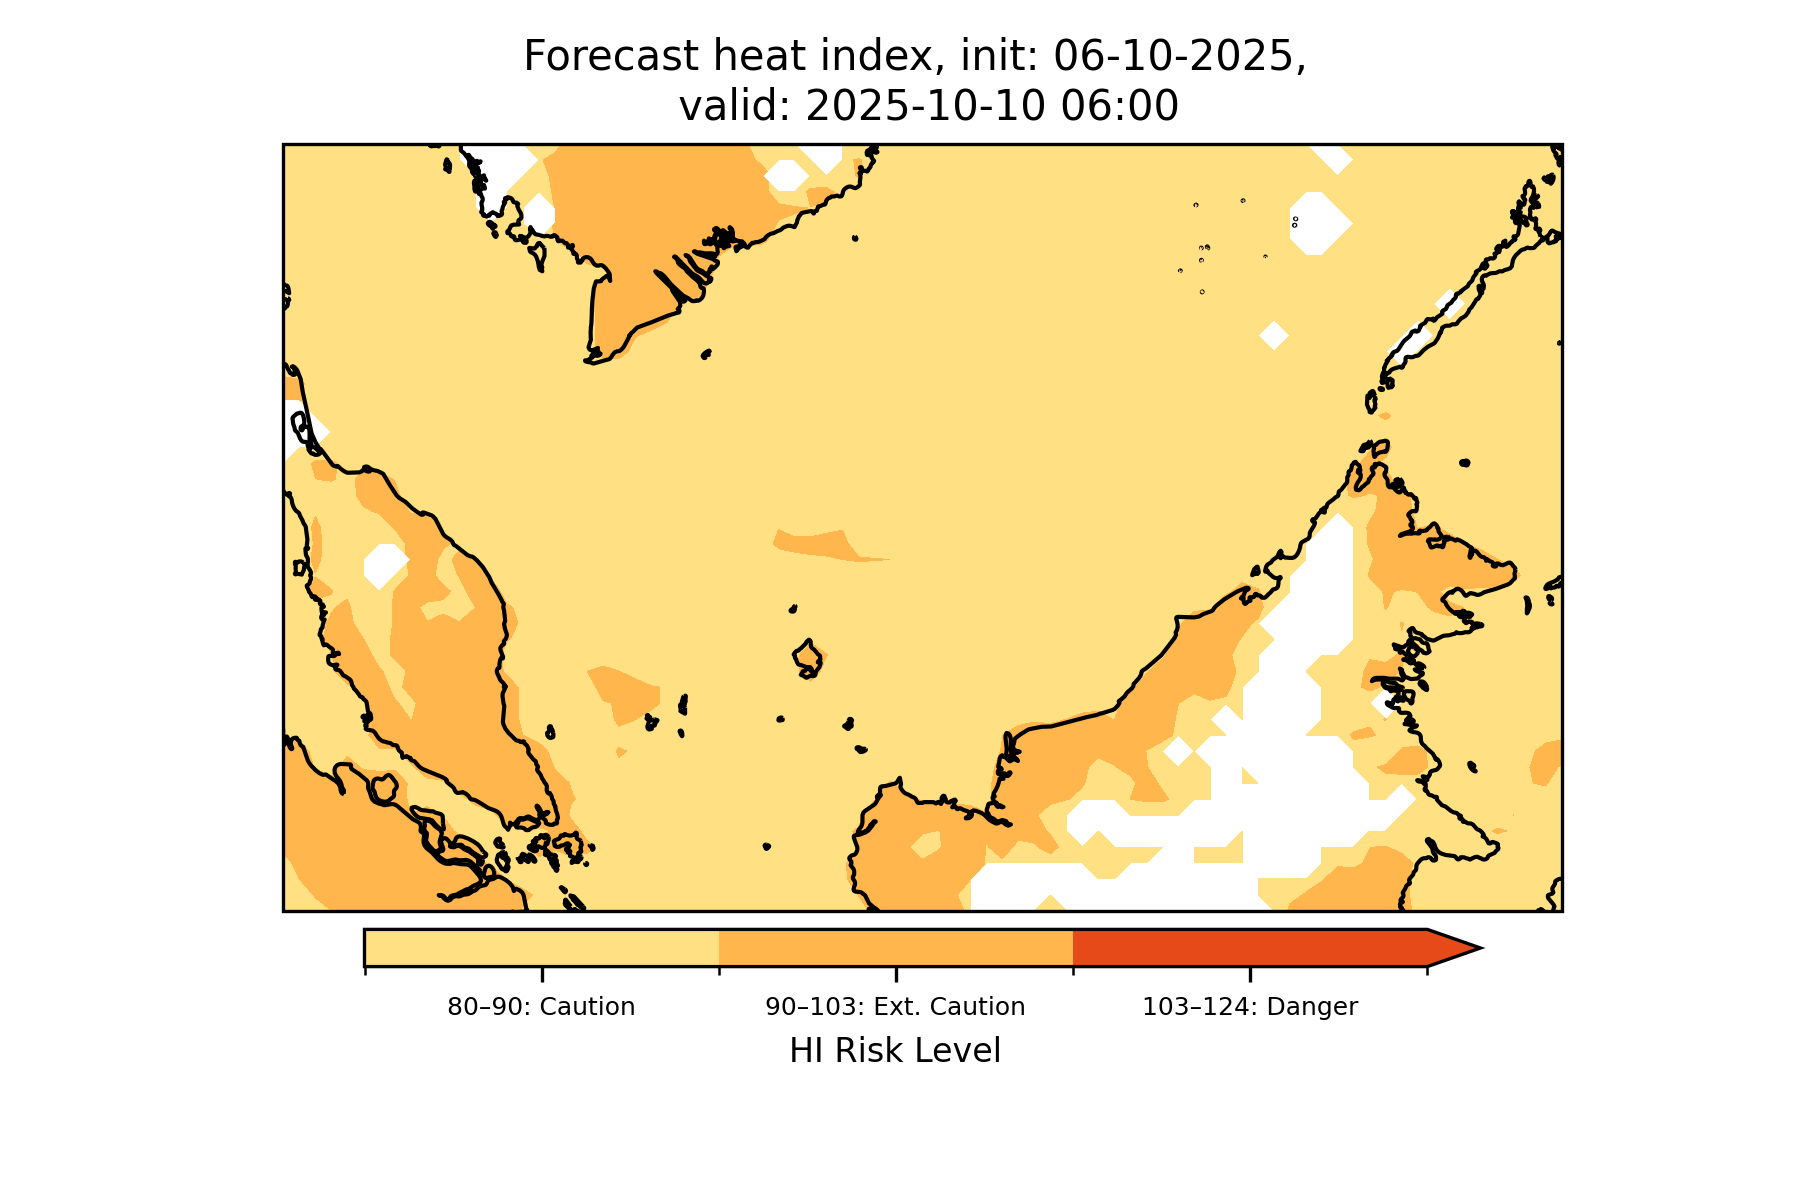 Forecast heat index, init: 06-10-2025,
valid: 2025-10-10 06:00
80–90: Caution
90–103: Ext. Caution
103–124: Danger
HI Risk Level